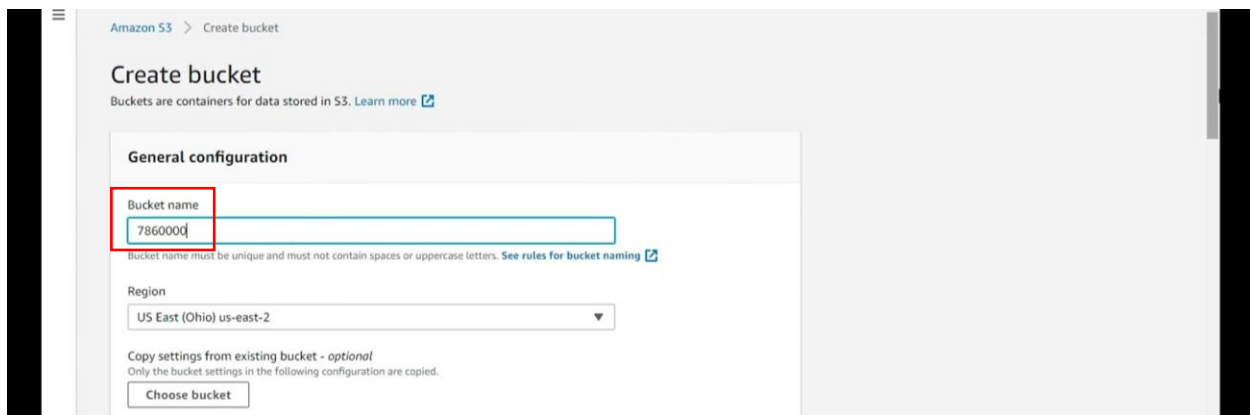 Amazon S3 > Create bucket
Create bucket
Buckets are containers for data stored in S3. Learn more
General configuration
Bucket name
7860000
Bucket name must be unique and must not contain spaces or uppercase letters. See rules for bucket naming
Region
US East (Ohio) us-east-2
Copy settings from existing bucket - optional
Only the bucket settings in the following configuration are copied.
Choose bucket